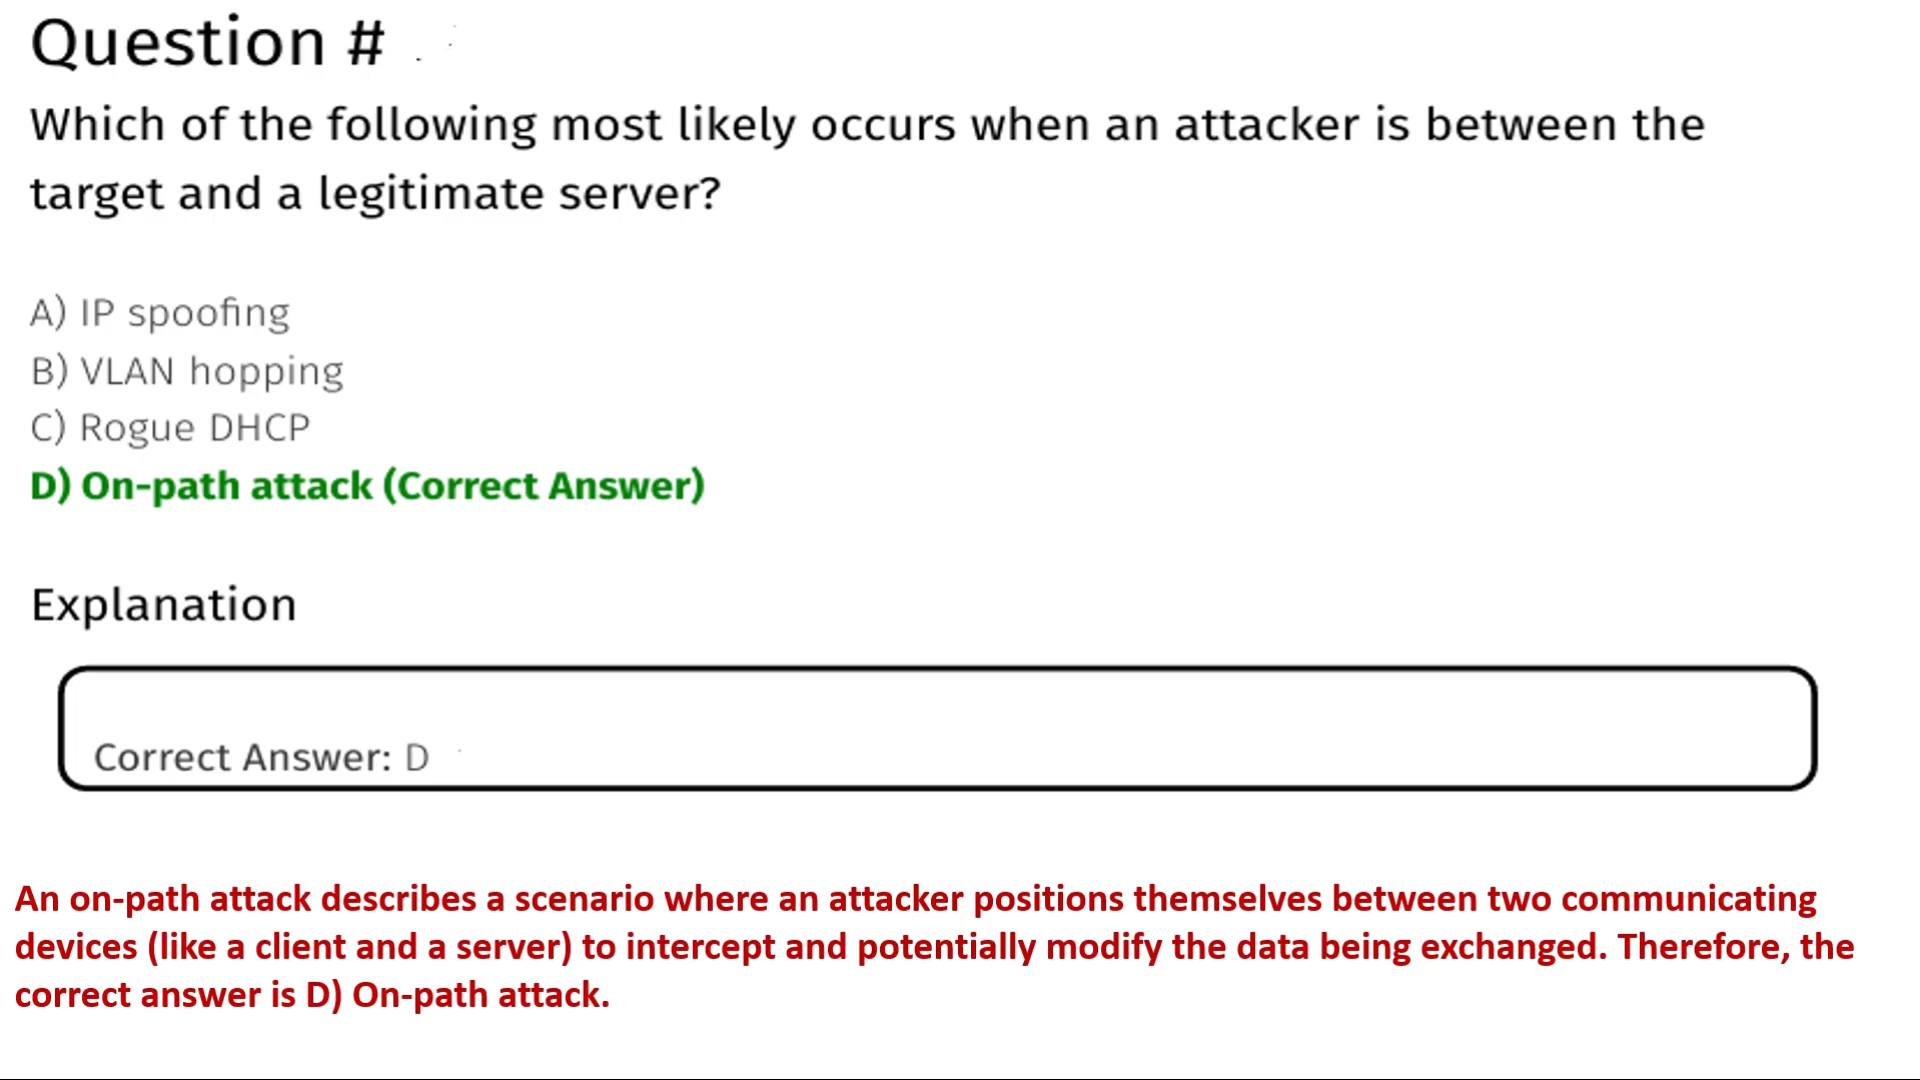 Question #
Which of the following most likely occurs when an attacker is between the
target and a legitimate server?
A) IP spoofing
B) VLAN hopping
C) Rogue DHCP
D) On-path attack (Correct Answer)
Explanation
Correct Answer: D
An on-path attack describes a scenario where an attacker positions themselves between two communicating
devices (like a client and a server) to intercept and potentially modify the data being exchanged. Therefore, the
correct answer is D) On-path attack.